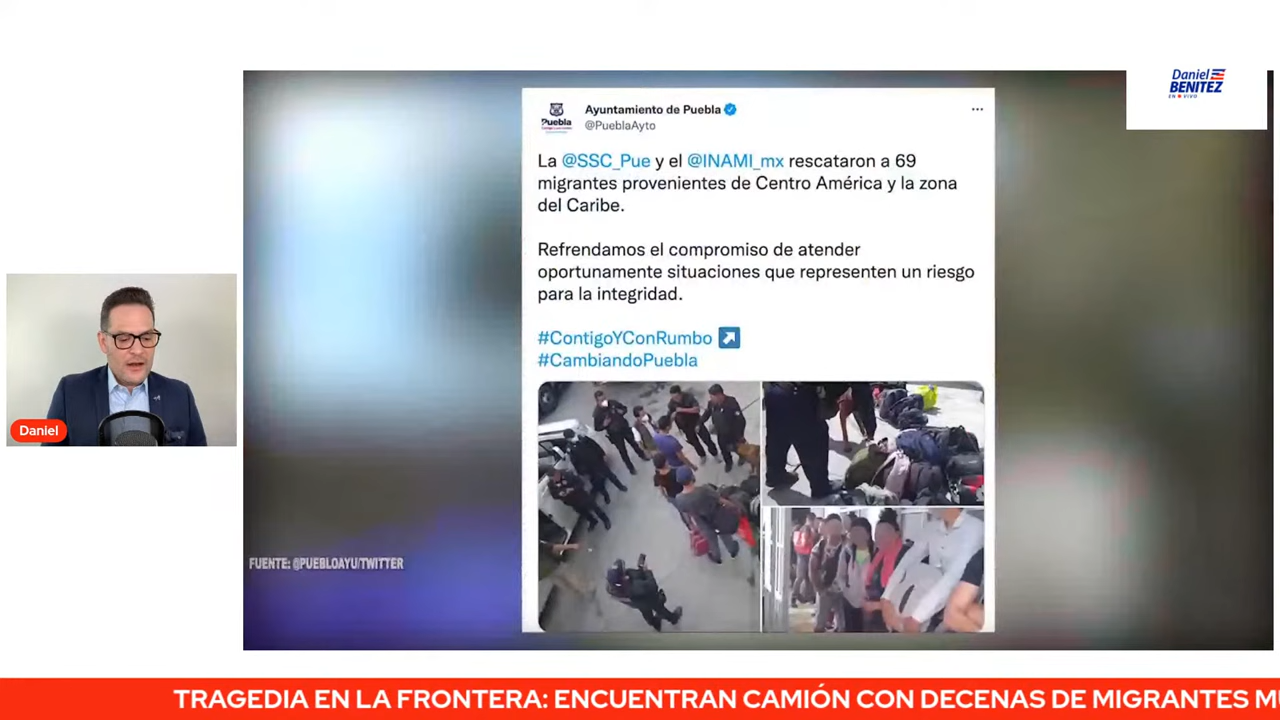 Daniel
BENITEZ
EN VIVO
Puebla
Ayuntamiento de Puebla
@PueblaAyto
La @SSC_Pue y el @INAMI_mx rescataron a 69
migrantes provenientes de Centro América y la zona
del Caribe.
Refrendamos el compromiso de atender
oportunamente situaciones que representen un riesgo
para la integridad.
#ContigoYConRumbo
#CambiandoPuebla
Daniel
FUENTE: @PUEBLOAYU/TWITTER
TRAGEDIA EN LA FRONTERA: ENCUENTRAN CAMIÓN CON DECENAS DE MIGRANTES